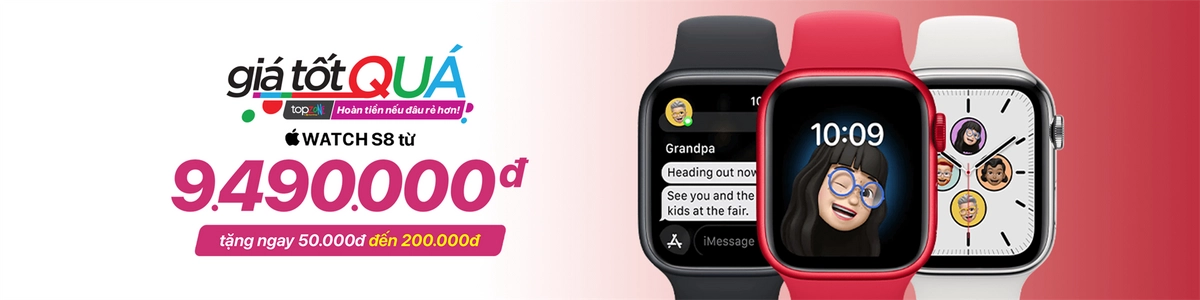 giá tốt QUÁ
topzone Hoàn tiền nếu đâu rẻ hơn!
WATCH S8 từ
9.490.000đ
tặng ngay 50.000đ đến 200.000đ
10
Grandpa
Heading out now
See you and the
kids at the fair.
iMessage
10:09